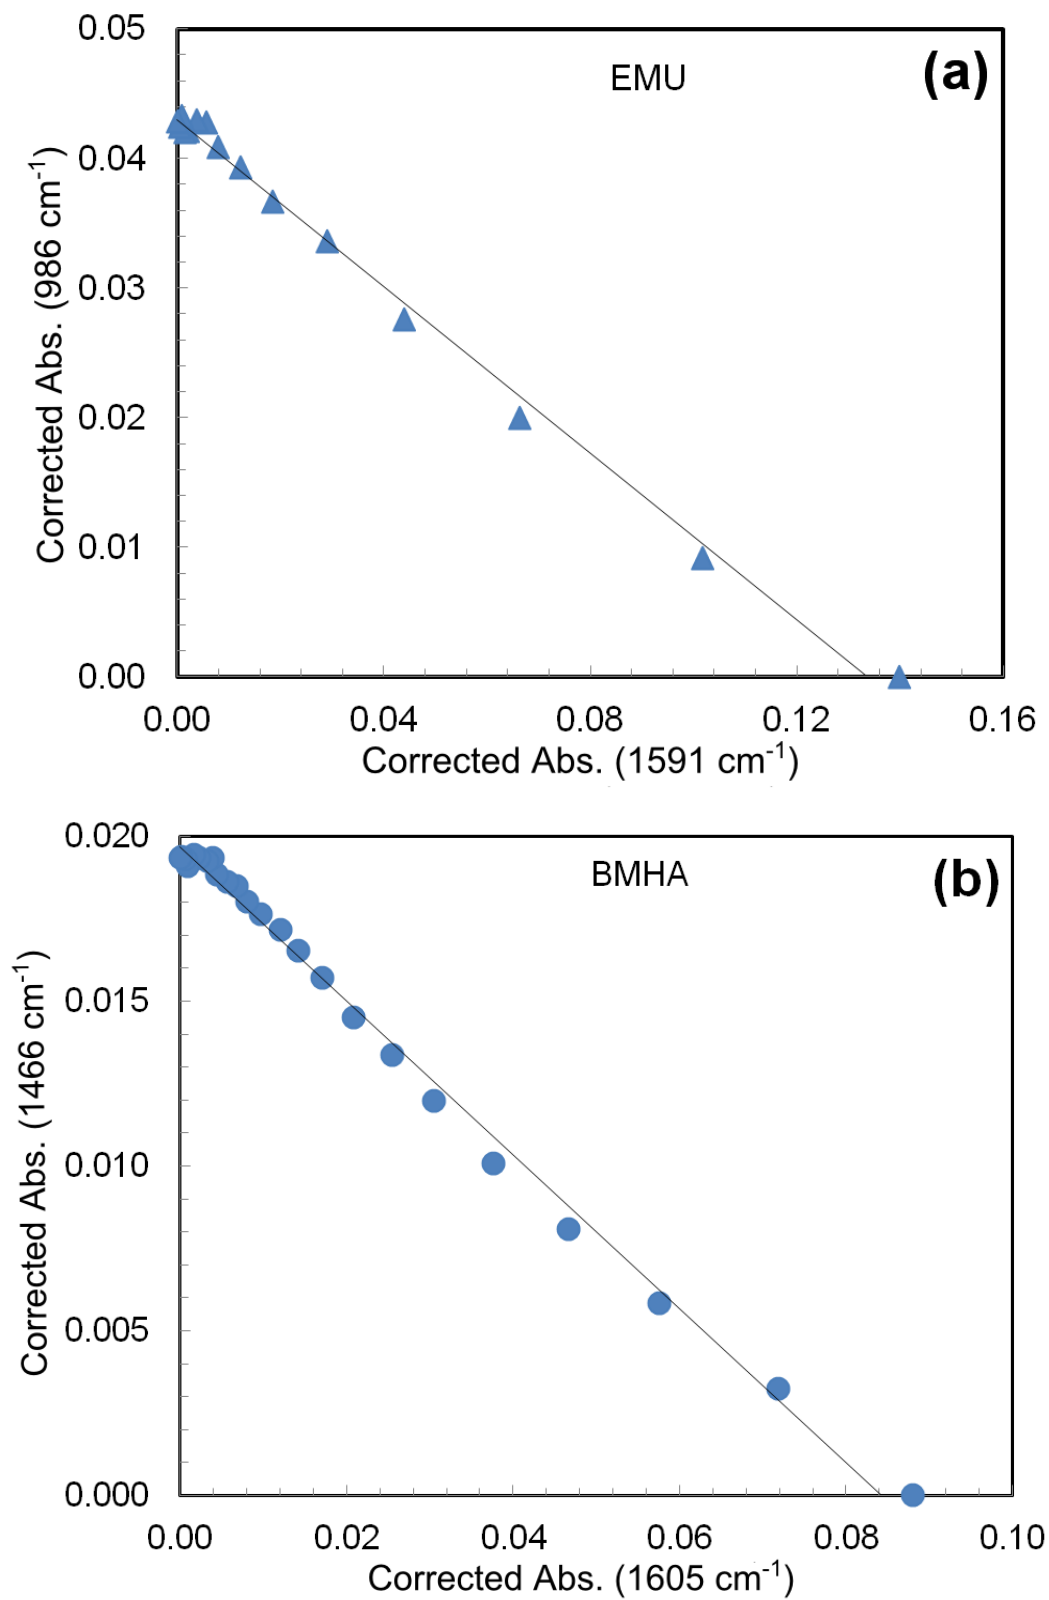 0.05
EMU
(a)
0.04
0.03
0.02
0.01
0.00
Corrected Abs. (986 cm⁻¹)
0.00 0.04 0.08 0.12 0.16
Corrected Abs. (1591 cm⁻¹)
0.020
BMHA
(b)
0.015
0.010
0.005
0.000
Corrected Abs. (1466 cm⁻¹)
0.00 0.02 0.04 0.06 0.08 0.10
Corrected Abs. (1605 cm⁻¹)